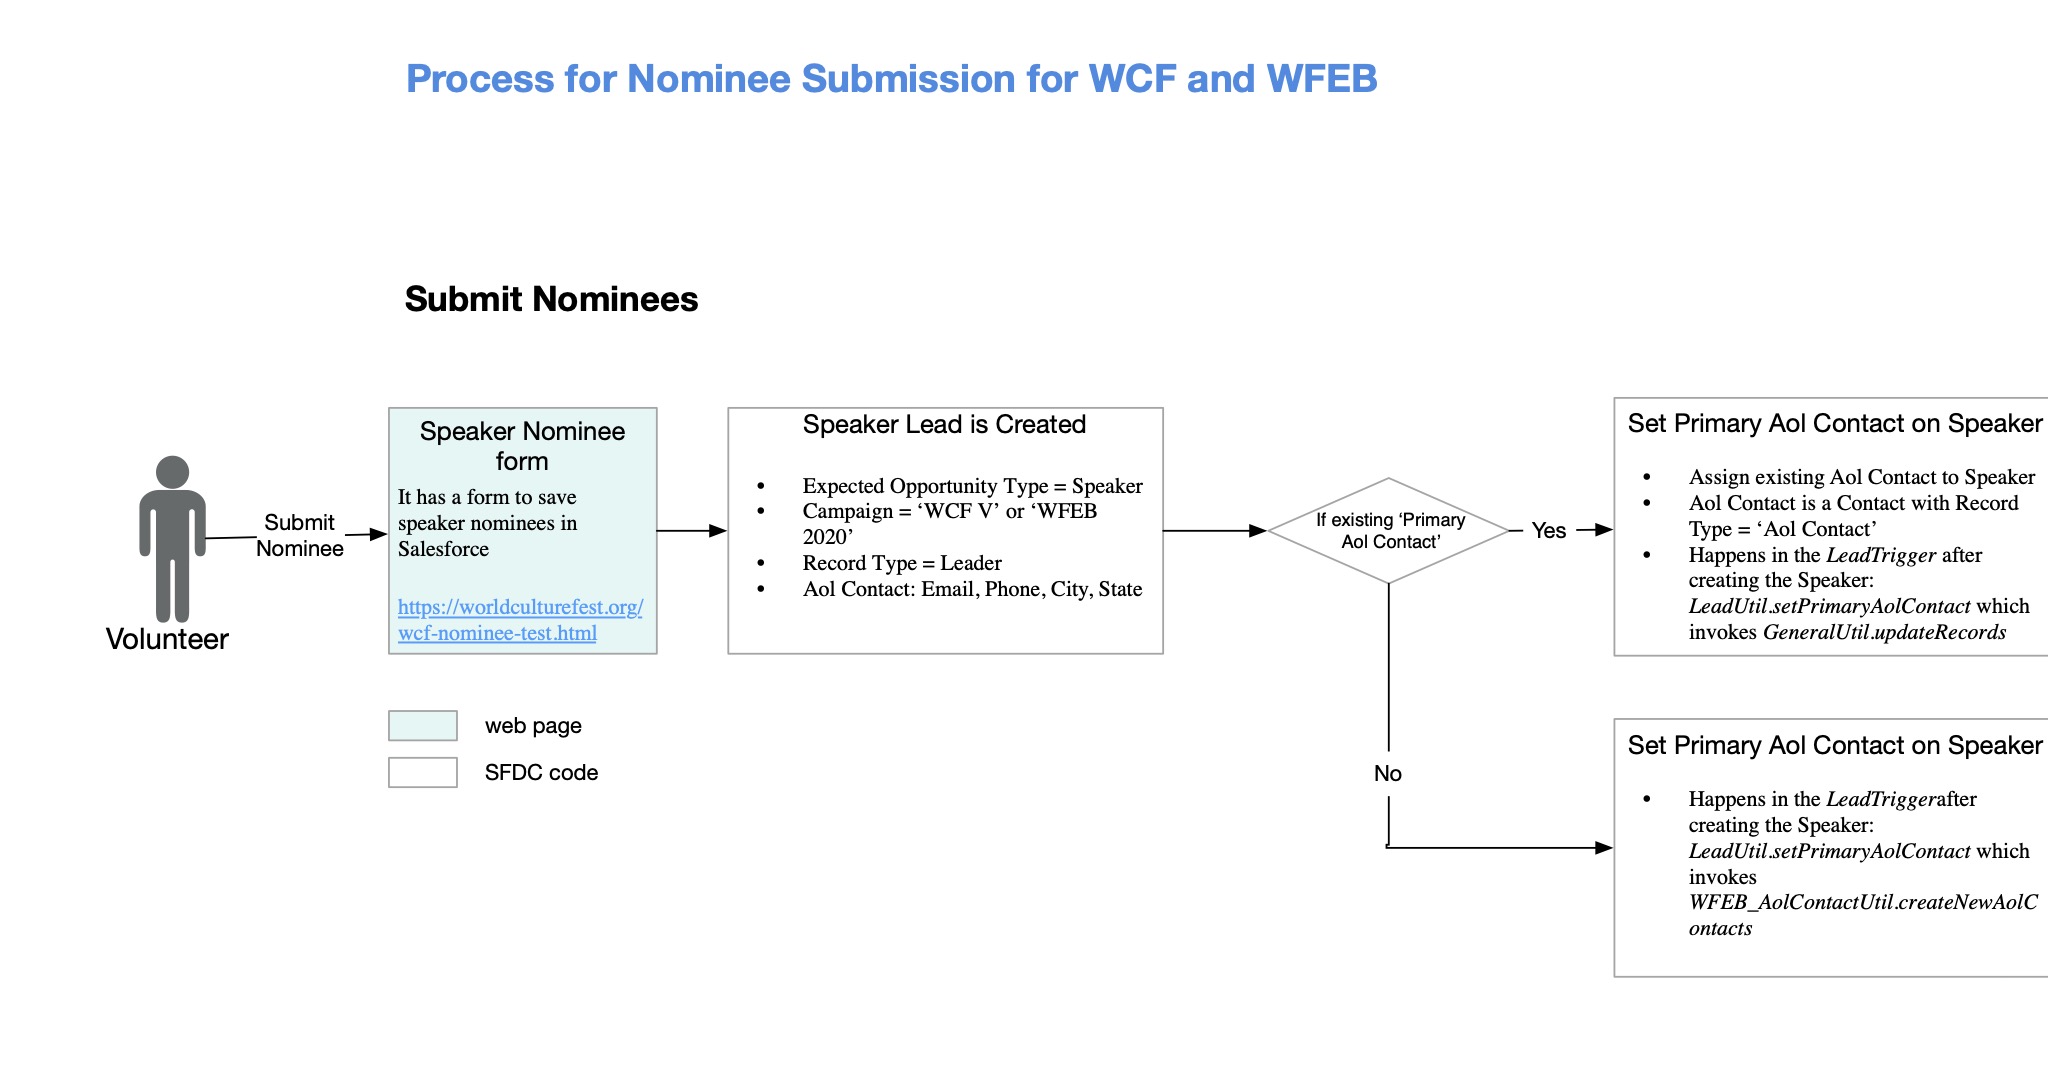 Process for Nominee Submission for WCF and WFEB
Submit Nominees
Volunteer
Submit
Nominee
Speaker Nominee
form
It has a form to save
speaker nominees in
Salesforce
https://worldculturefest.org/
wcf-nominee-test.html
Speaker Lead is Created
• Expected Opportunity Type = Speaker
• Campaign = ‘WCF V’ or ‘WFEB
2020’
• Record Type = Leader
• Aol Contact: Email, Phone, City, State
If existing ‘Primary
Aol Contact’
Yes
Set Primary Aol Contact on Speaker
• Assign existing Aol Contact to Speaker
• Aol Contact is a Contact with Record
Type = ‘Aol Contact’
• Happens in the LeadTrigger after
creating the Speaker:
LeadUtil.setPrimaryAolContact which
invokes GeneralUtil.updateRecords
No
Set Primary Aol Contact on Speaker
• Happens in the LeadTriggerafter
creating the Speaker:
LeadUtil.setPrimaryAolContact which
invokes
WFEB_AolContactUtil.createNewAolC
ontacts
web page
SFDC code